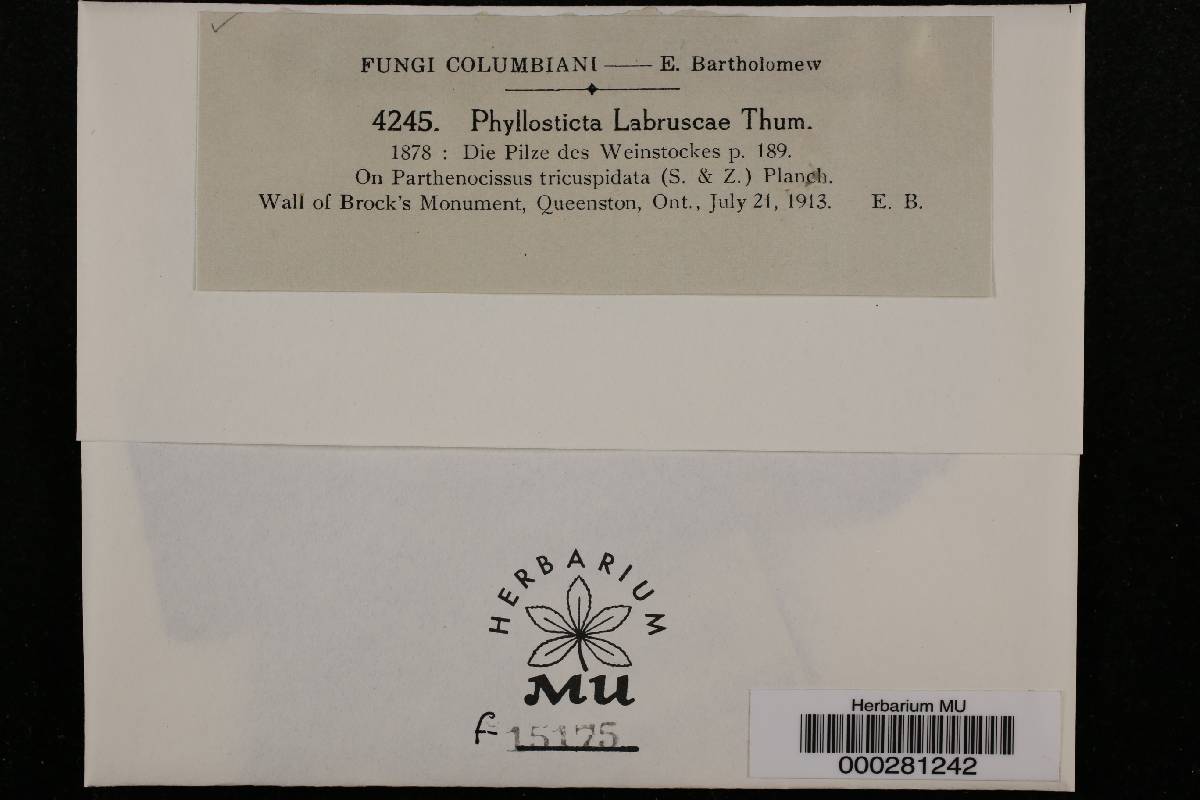 FUNGI COLUMBIANI —— E. Bartholomew
4245. Phyllosticta Labruscae Thum.
1878 : Die Pilze des Weinstockes p. 189.
On Parthenocissus tricuspidata (S. & Z.) Planch.
Wall of Brock's Monument, Queenston, Ont., July 21, 1913. E. B.
HERBARIUM
MU
f 15175
Herbarium MU
000281242